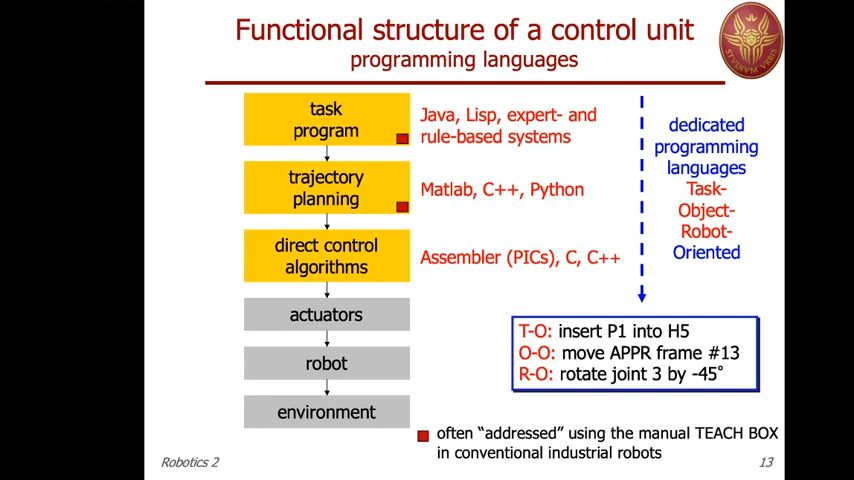 Functional structure of a control unit
programming languages
STVDIVM VRBIS
task
program
Java, Lisp, expert- and
rule-based systems
trajectory
planning
Matlab, C++, Python
direct control
algorithms
Assembler (PICs), C, C++
actuators
robot
environment
dedicated
programming
languages
Task-
Object-
Robot-
Oriented
T-O: insert P1 into H5
O-O: move APPR frame #13
R-O: rotate joint 3 by -45°
often “addressed” using the manual TEACH BOX
in conventional industrial robots
Robotics 2
13